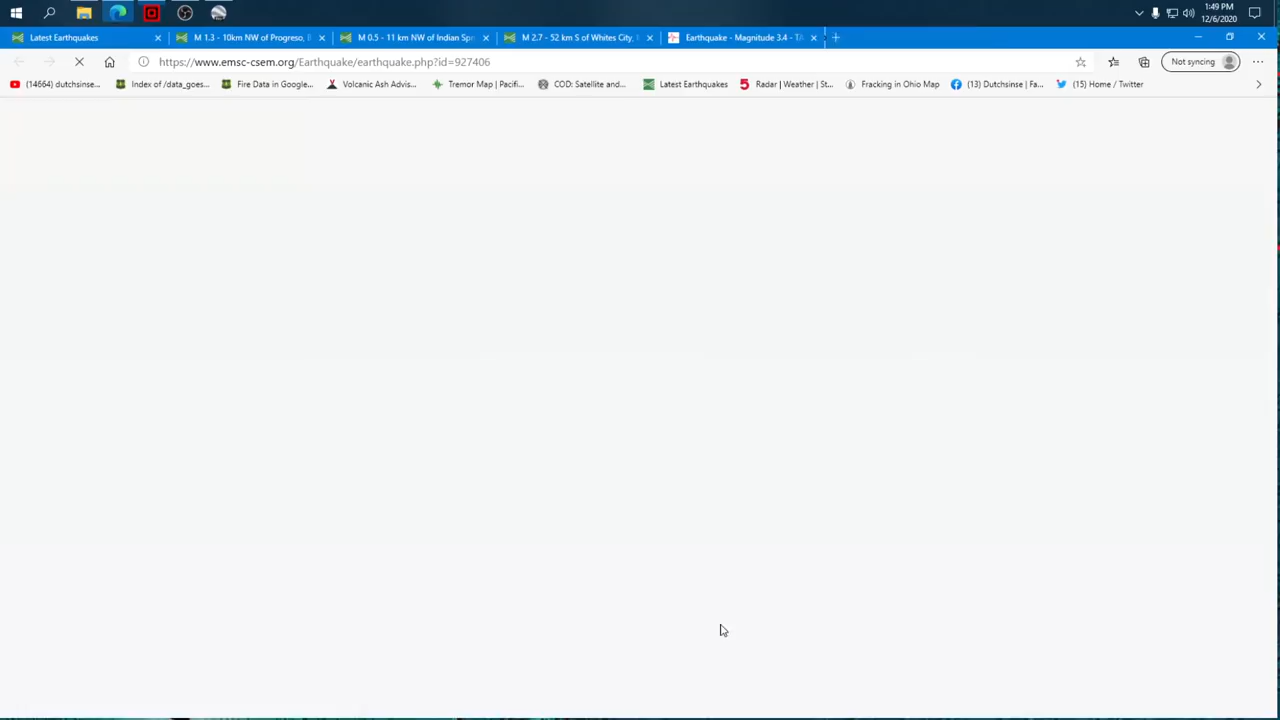 1:49 PM
12/6/2020
Latest Earthquakes
M 1.3 - 10km NW of Progreso,
M 0.5 - 11 km NW of Indian Spe
M 2.7 - 52 km S of Whites City,
Earthquake - Magnitude 3.4 - TA
https://www.emsc-csem.org/Earthquake/earthquake.php?id=927406
Not syncing
(14664) dutchsinse...
Index of /data_goes...
Fire Data in Google...
Volcanic Ash Advis...
Tremor Map | Pacifi...
COD: Satellite and...
Latest Earthquakes
Radar | Weather | St...
Fracking in Ohio Map
(13) Dutchsinse | Fa...
(15) Home / Twitter